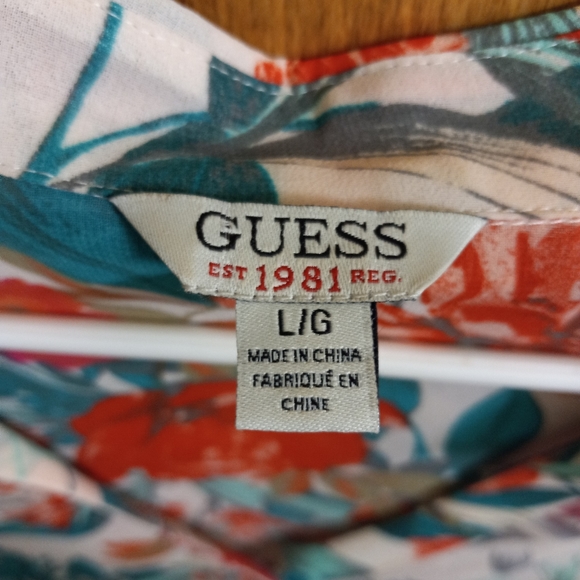 GUESS
EST 1981 REG.
L/G
MADE IN CHINA
FABRIQUÉ EN
CHINE